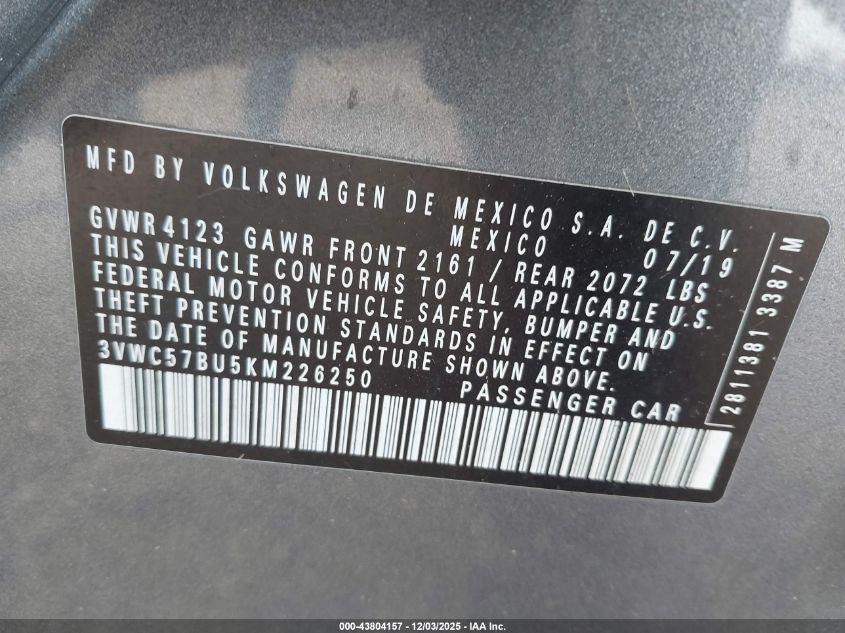 MFD BY VOLKSWAGEN DE MEXICO S.A. DE C.V.
MEXICO 07/19
GVWR 4123 GAWR FRONT 2161 / REAR 2072 LBS
THIS VEHICLE CONFORMS TO ALL APPLICABLE U.S.
FEDERAL MOTOR VEHICLE SAFETY, BUMPER AND
THEFT PREVENTION STANDARDS IN EFFECT ON
THE DATE OF MANUFACTURE SHOWN ABOVE.
3VWC57BU5KM226250 PASSENGER CAR
2811381 3387 M
000-43804157 - 12/03/2025 - IAA Inc.